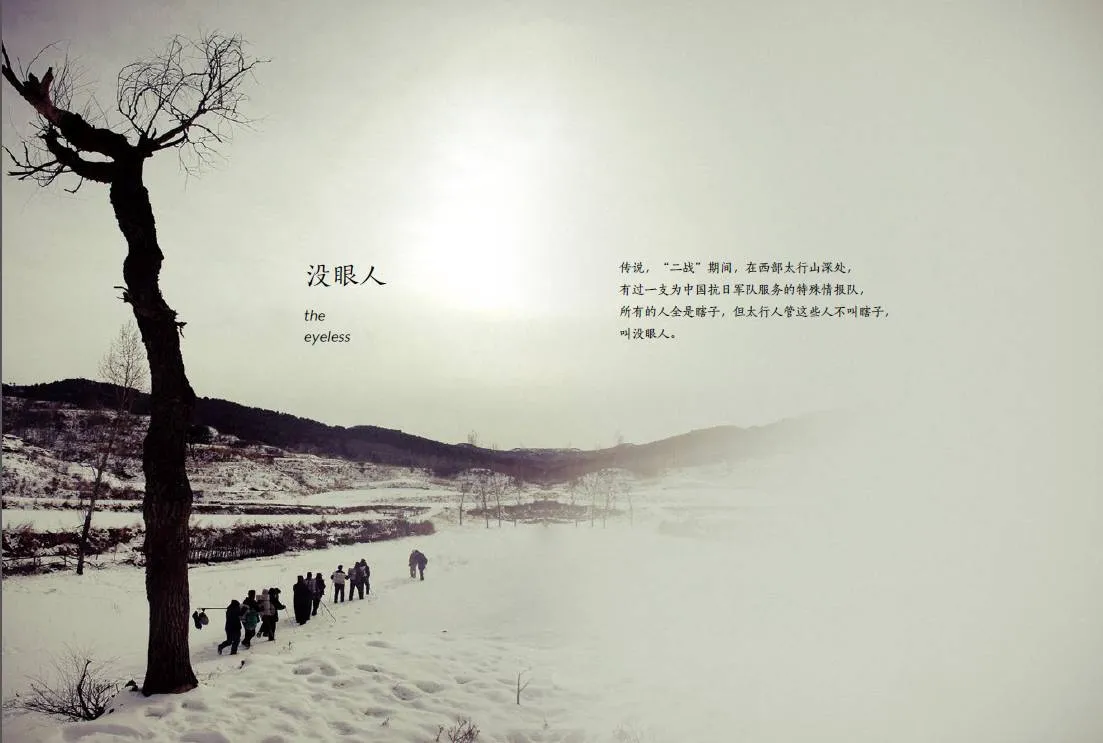 没眼人
the
eyeless
传说，“二战”期间，在西部太行山深处，
有过一支为中国抗日军队服务的特殊情报队，
所有的人全是瞎子，但太行人管这些人不叫瞎子，
叫没眼人。